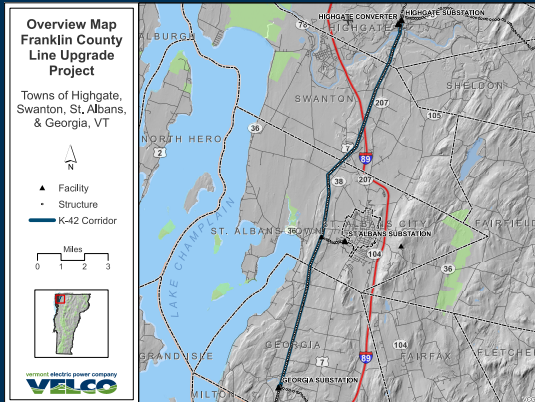 Overview Map
Franklin County
Line Upgrade
Project
Towns of Highgate,
Swanton, St. Albans,
& Georgia, VT
N
Facility
Structure
K-42 Corridor
Miles
0 1 2 3
vermont electric power company
VELCO
HIGHGATE CONVERTER
HIGHGATE SUBSTATION
ALBURGH
78
HIGHGATE
SHELDON
SWANTON
207
105
36
NORTH HERO
2
7
89
38
207
LAKE CHAMPLAIN
ST. ALBANS TOWN
36
ALBANS CITY
FAIRFIELD
ST ALBANS SUBSTATION
104
36
GEORGIA
104
GRAND ISLE
7
89
FAIRFAX
FLETCHER
GEORGIA SUBSTATION
MILTON